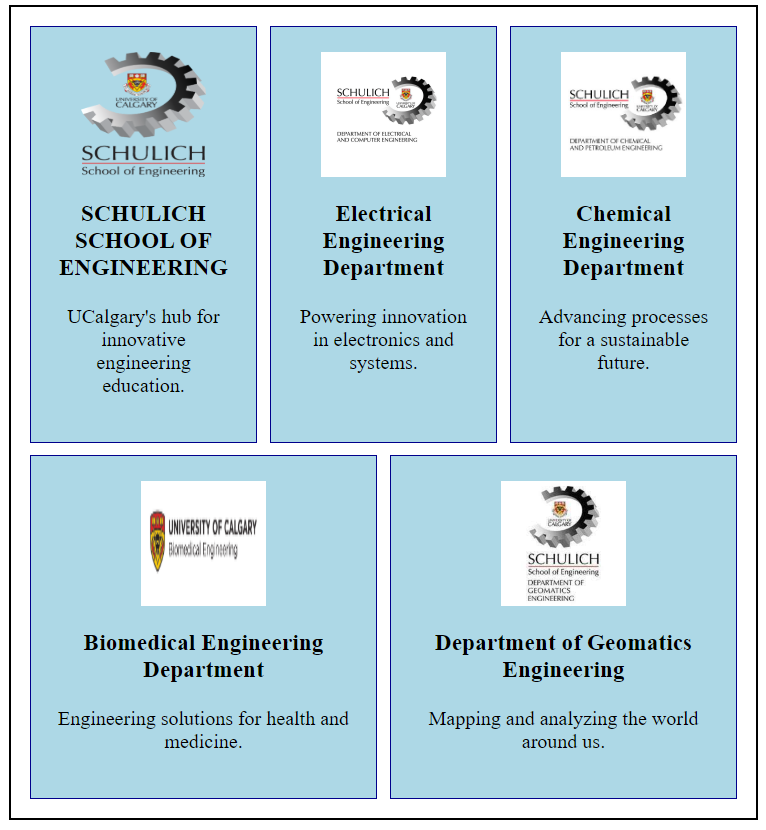 UNIVERSITY OF
CALGARY
SCHULICH
School of Engineering
SCHULICH
SCHOOL OF
ENGINEERING
UCalgary's hub for
innovative
engineering
education.
SCHULICH
School of Engineering
UNIVERSITY OF
CALGARY
DEPARTMENT OF ELECTRICAL
AND COMPUTER ENGINEERING
Electrical
Engineering
Department
Powering innovation
in electronics and
systems.
SCHULICH
School of Engineering
UNIVERSITY OF
CALGARY
DEPARTMENT OF CHEMICAL
AND PETROLEUM ENGINEERING
Chemical
Engineering
Department
Advancing processes
for a sustainable
future.
UNIVERSITY OF CALGARY
Biomedical Engineering
Biomedical Engineering
Department
Engineering solutions for health and
medicine.
UNIVERSITY OF
CALGARY
SCHULICH
School of Engineering
DEPARTMENT OF
GEOMATICS
ENGINEERING
Department of Geomatics
Engineering
Mapping and analyzing the world
around us.